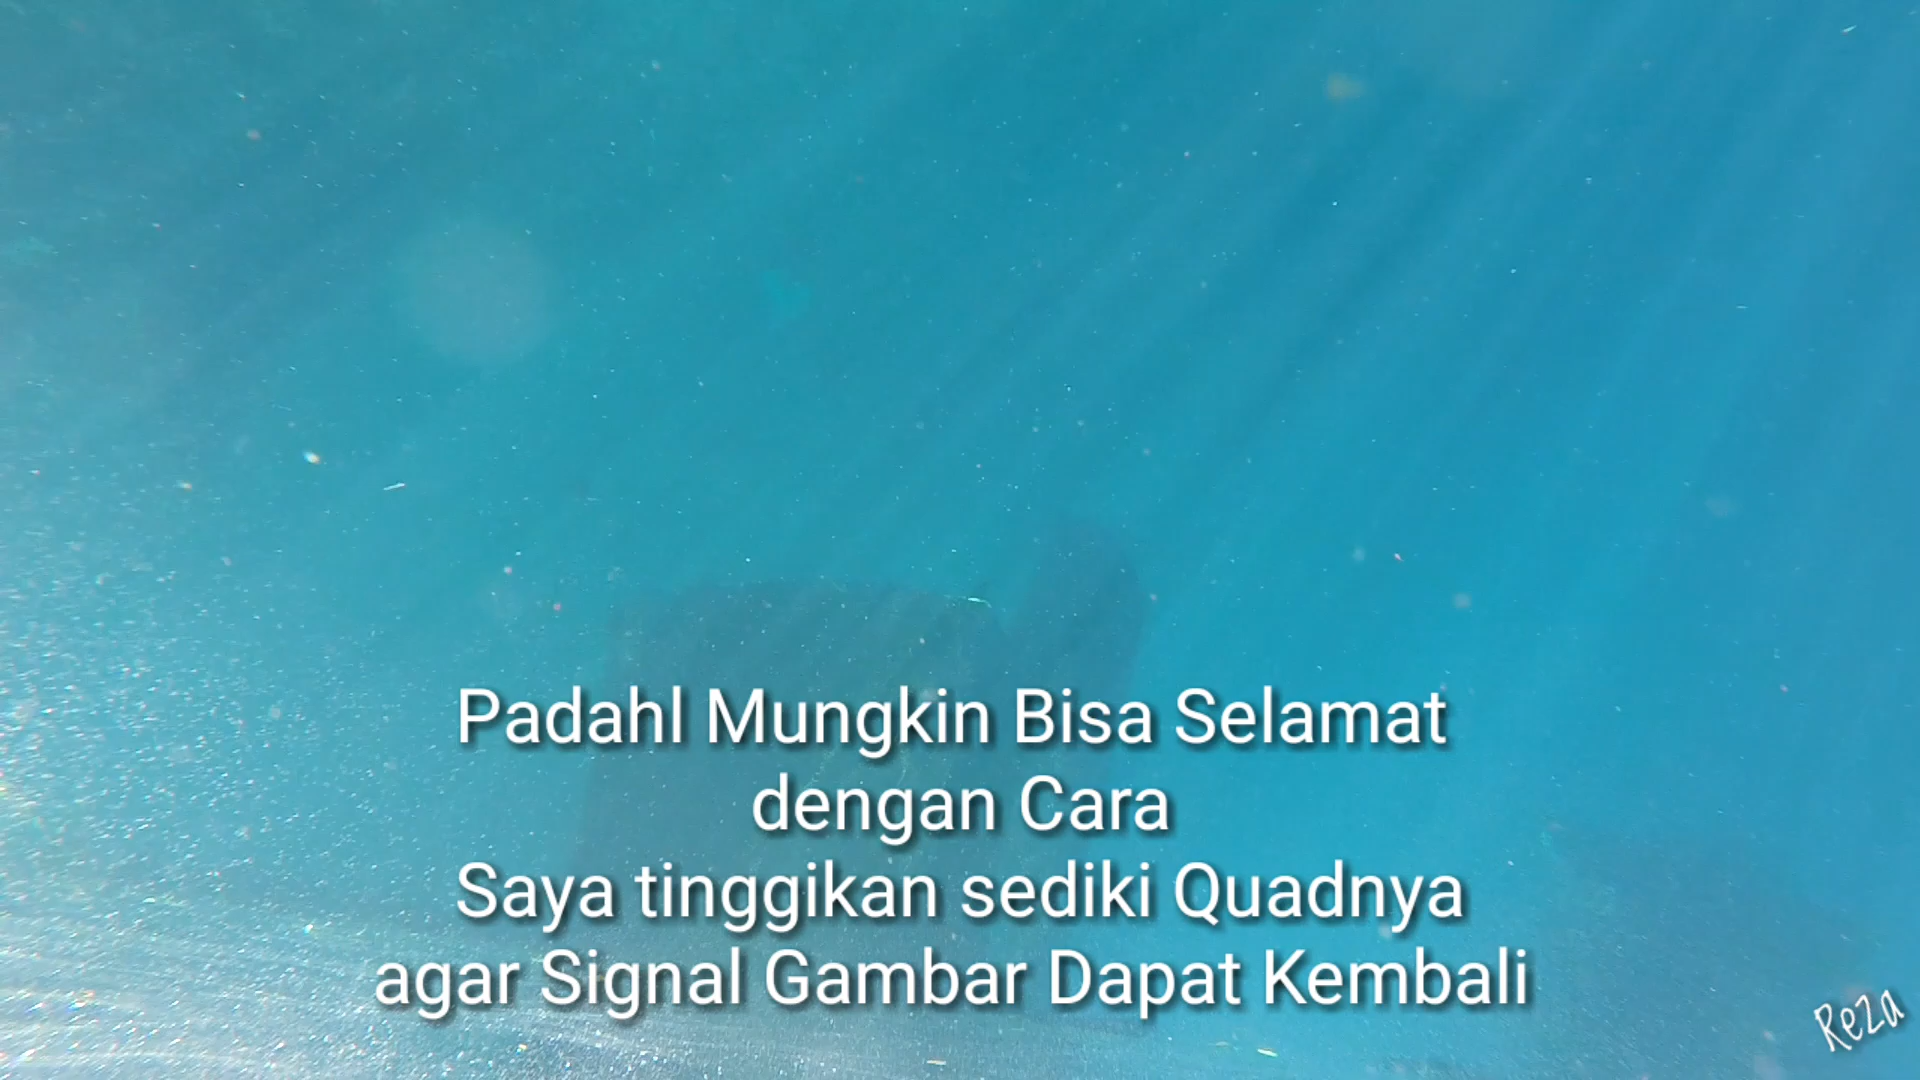 Padahl Mungkin Bisa Selamat
dengan Cara
Saya tinggikan sediki Quadnya
agar Signal Gambar Dapat Kembali
Reza